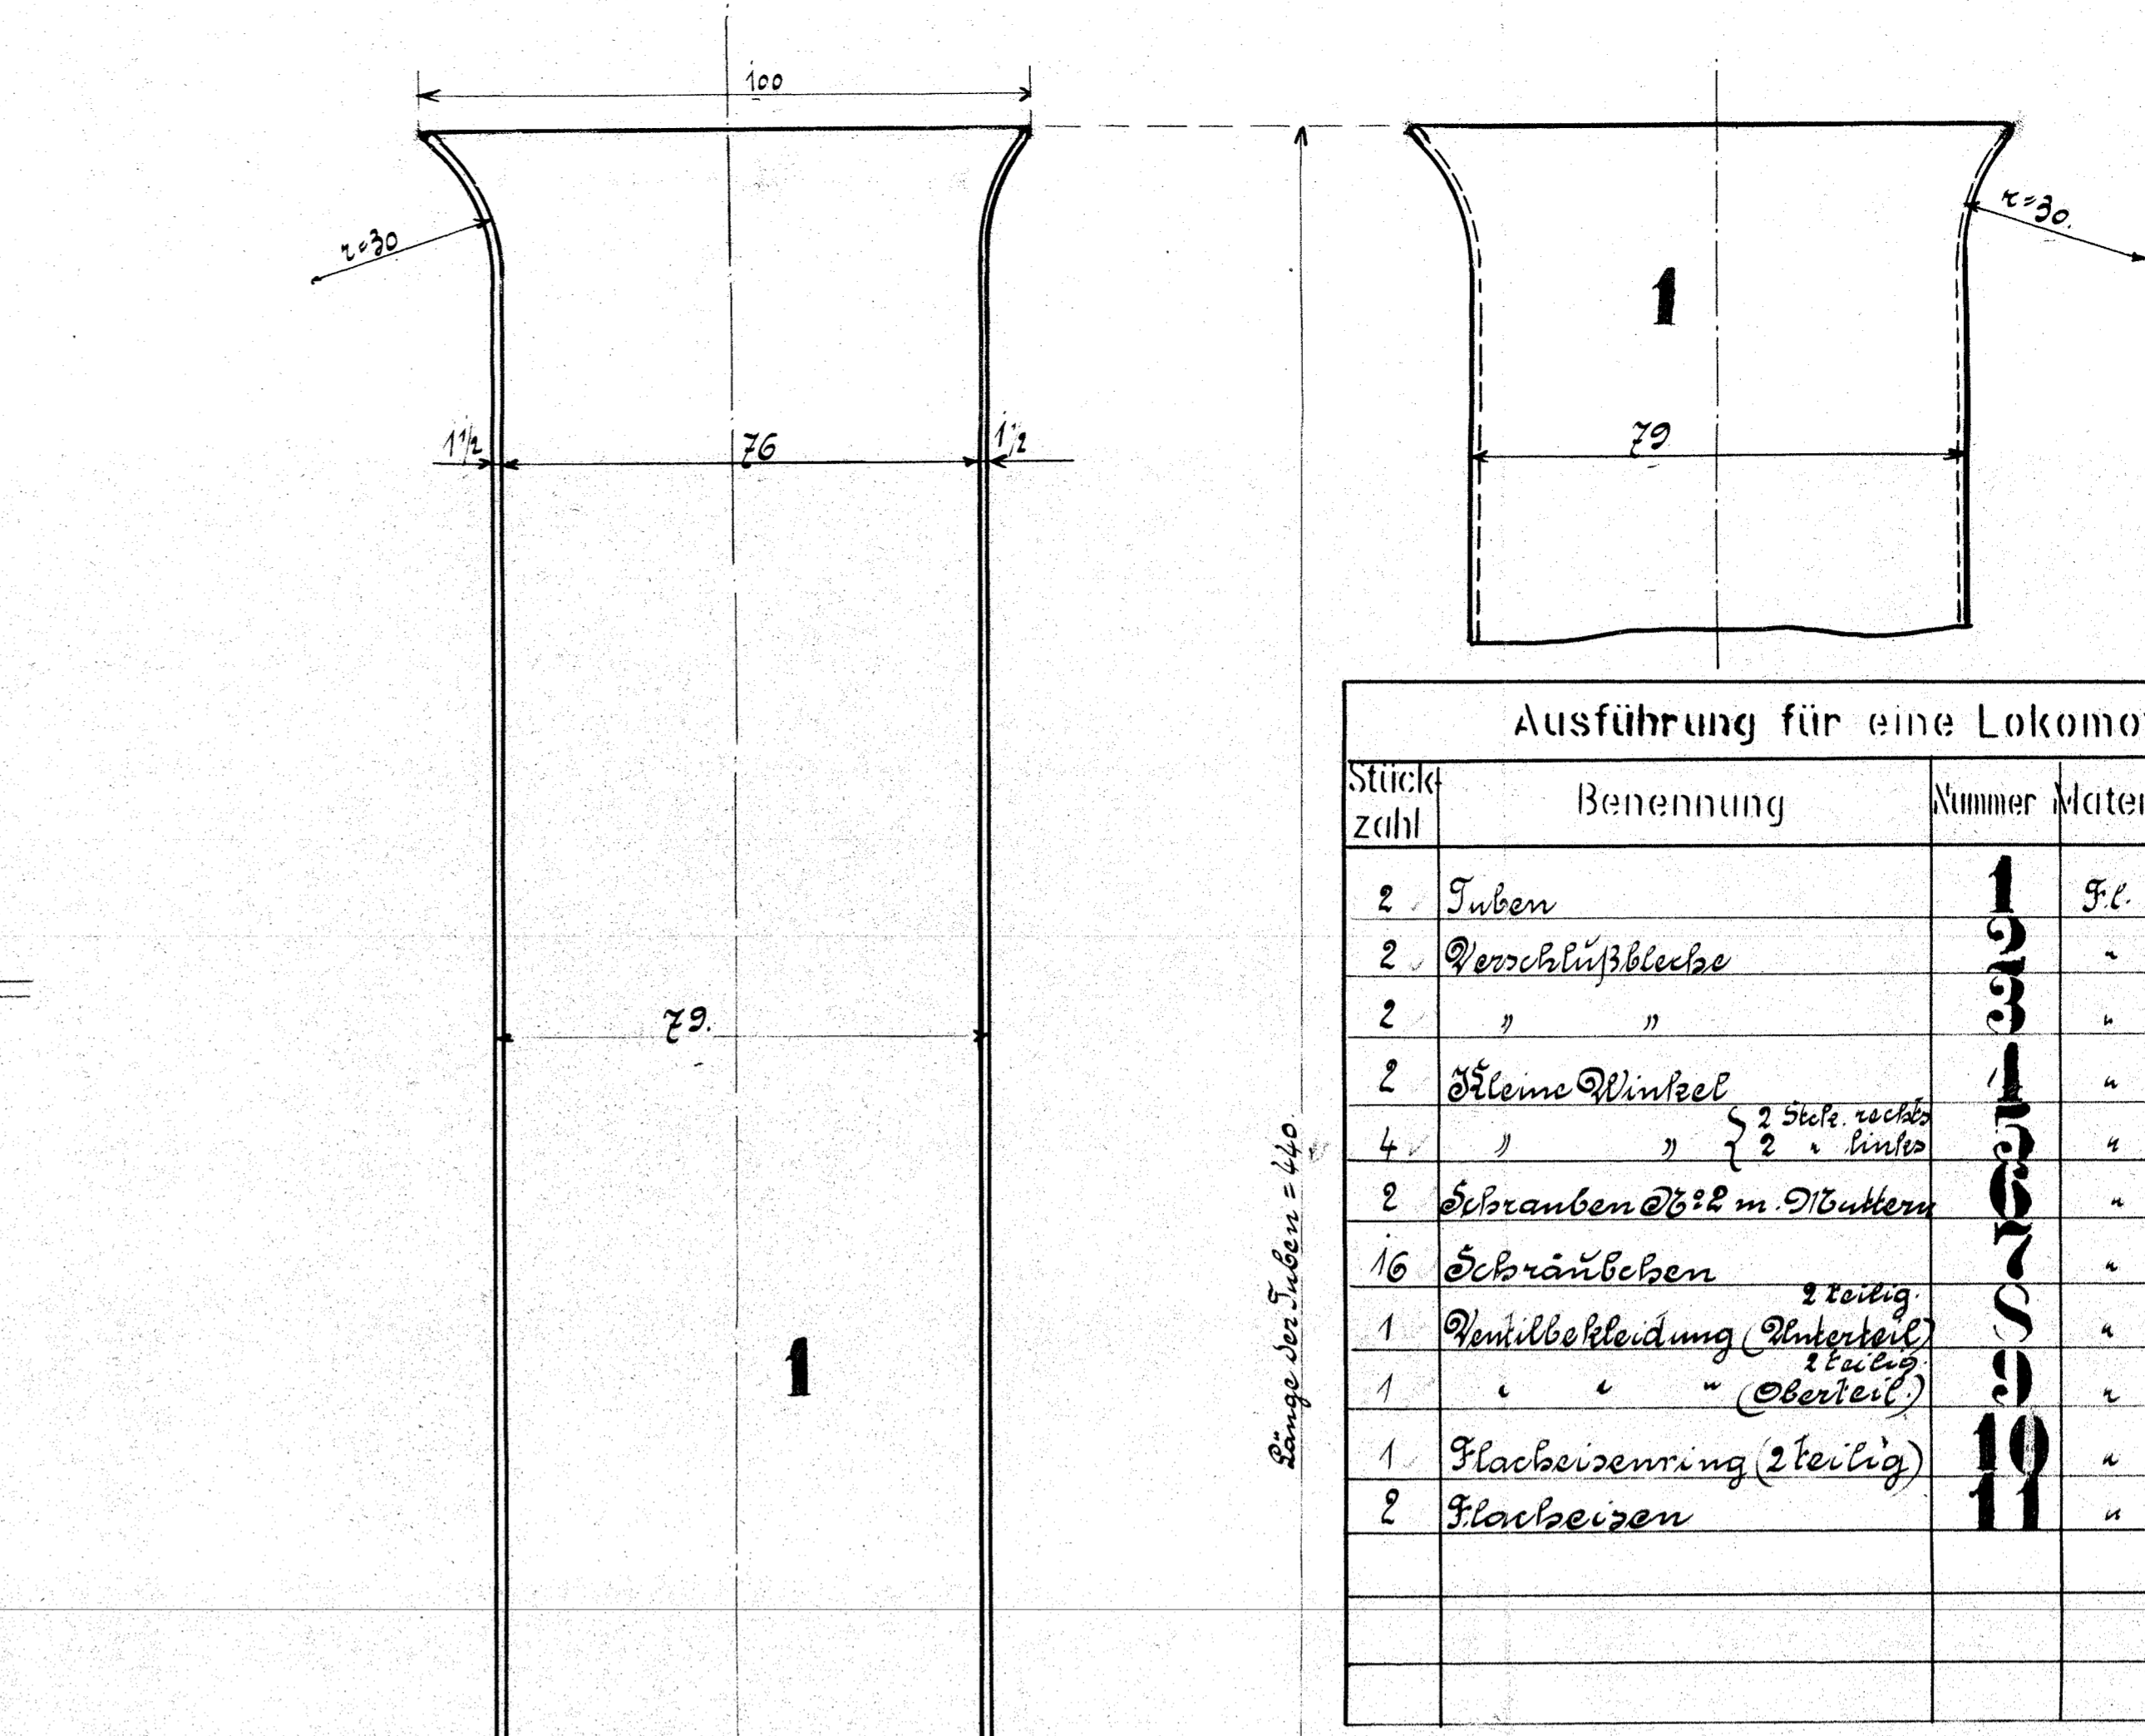 100
r=30
r=30.
1
1½ 76 1½
79
79.
1
Länge der Tuben = 440.
Ausführung für eine Lokomo
Stück-
zahl
Benennung
Nummer
Mater
2 Tuben 1 F.l.
2 Verschlußbleche 2 "
2 " " 3 "
2 Kleine Winkel 4 "
4 " " { 2 Stck. rechts
2 " links 5 "
2 Schrauben No 2 m. Muttern 6 "
16 Schräubchen 7 "
2 teilig.
1 Ventilbekleidung (Unterteil) 8 "
2 teilig.
1 " " " (Oberteil.) 9 "
1 Flacheisenring (2 teilig) 10 "
2 Flacheisen 11 "